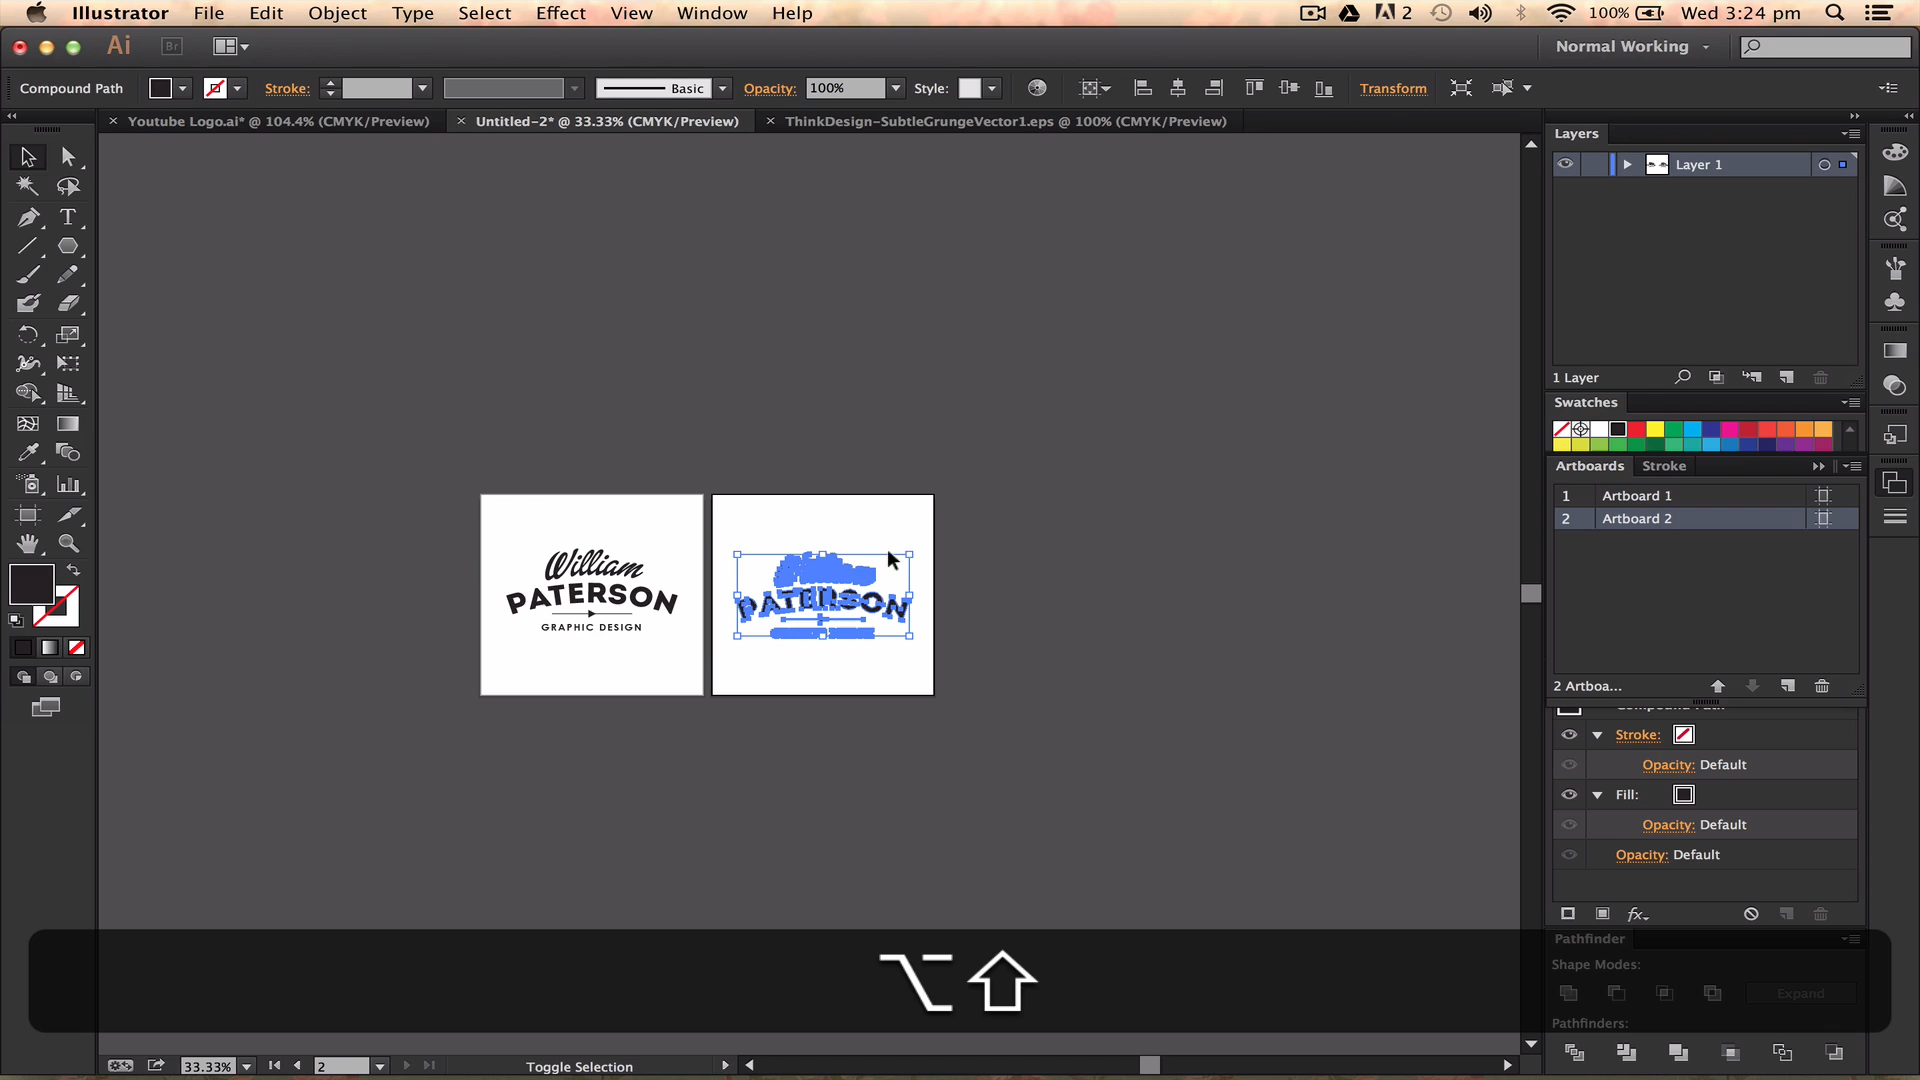 Illustrator File Edit Object Type Select Effect View Window Help 2 100% Wed 3:24 pm
Ai Br Normal Working
Compound Path Stroke: Basic Opacity: 100% Style: Transform
Youtube Logo.ai* @ 104.4% (CMYK/Preview) Untitled-2* @ 33.33% (CMYK/Preview) ThinkDesign-SubtleGrungeVector1.eps @ 100% (CMYK/Preview)
Layers
Layer 1
1 Layer
Swatches
Artboards Stroke
1 Artboard 1
2 Artboard 2
2 Artboa...
William
PATERSON
GRAPHIC DESIGN
PATERSON
Compound Path
Stroke:
Opacity: Default
Fill:
Opacity: Default
Opacity: Default
fx
Pathfinder
Shape Modes:
Expand
Pathfinders:
33.33% 2 Toggle Selection